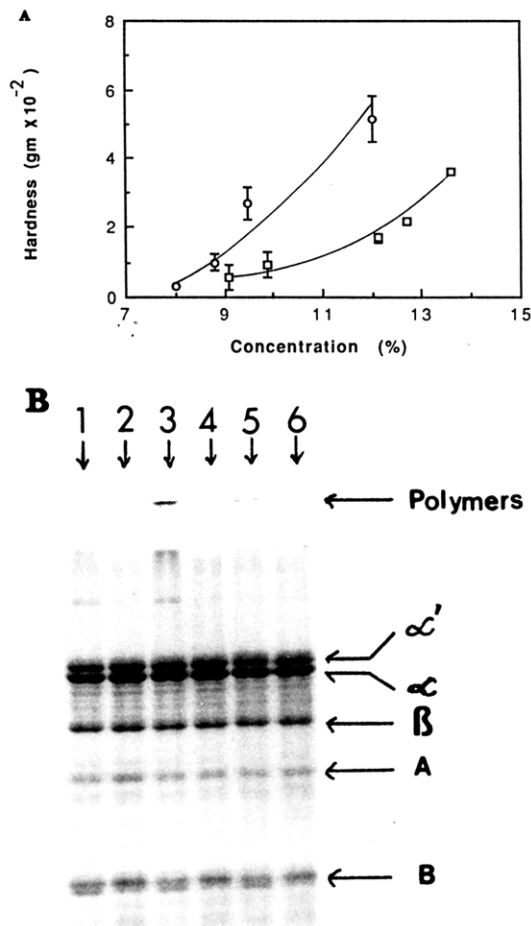 A
8
6
4
2
0
Hardness (gm x10⁻²)
7 9 11 13 15
Concentration (%)
B
1 2 3 4 5 6
Polymers
∝'
∝
ß
A
B